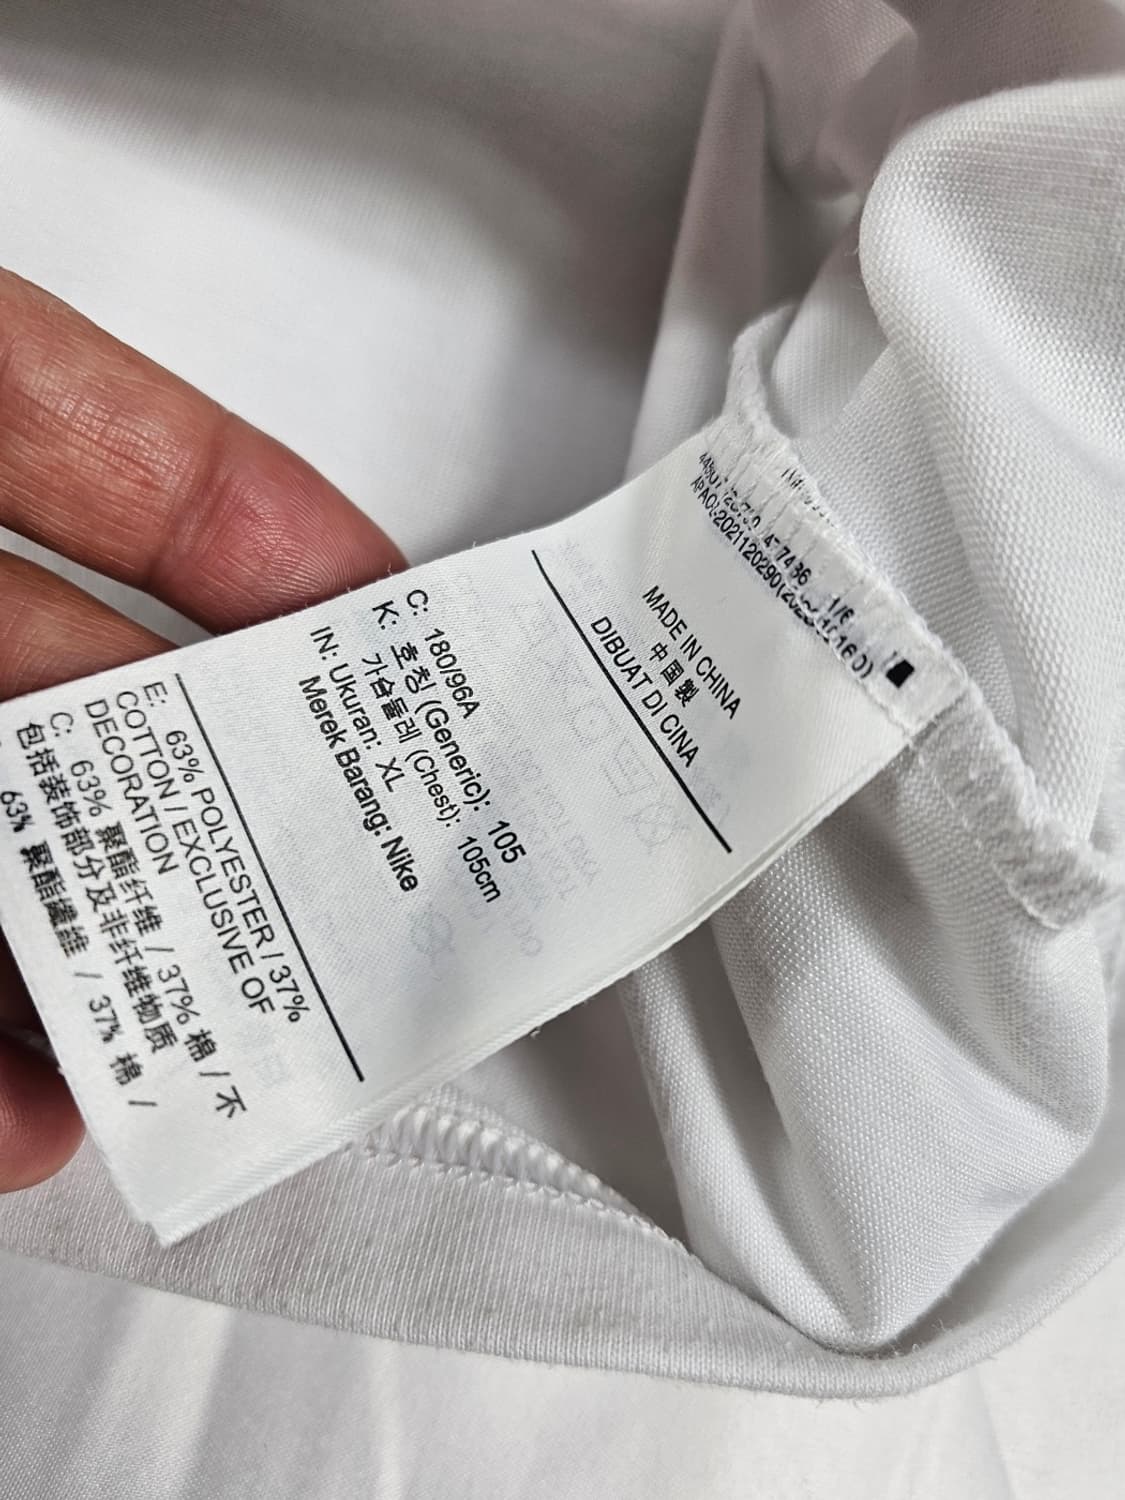 MADE IN CHINA
中国製
DIBUAT DI CINA
C: 180/96A
K: 호칭 (Generic): 105
가슴둘레 (Chest): 105cm
IN: Ukuran: XL
Merek Barang: Nike
E: 63% POLYESTER / 37%
COTTON / EXCLUSIVE OF
DECORATION
C: 63% 聚酯纤维 / 37% 棉 / 不
包括装饰部分及非纤维物质
63% 聚酯纖維 / 37% 棉 /